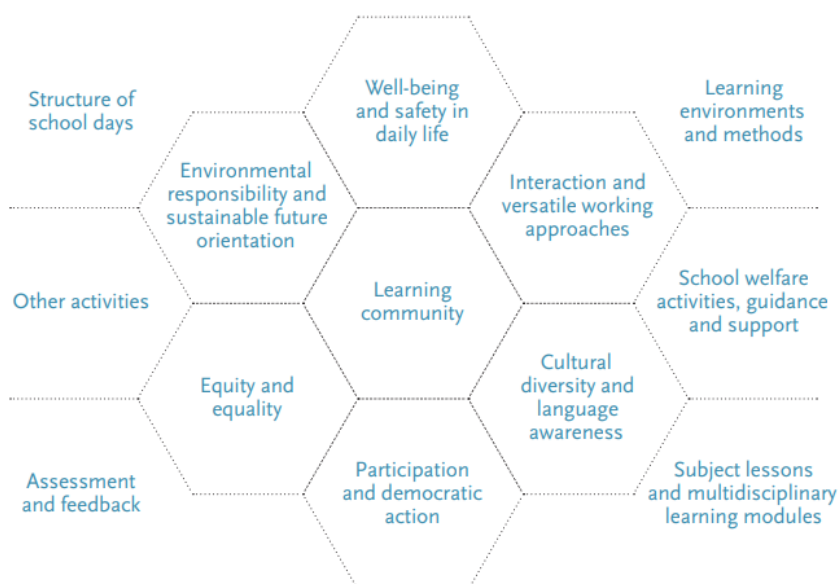 Well-being
and safety in
daily life
Structure of
school days
Learning
environments
and methods
Environmental
responsibility and
sustainable future
orientation
Interaction and
versatile working
approaches
Other activities
Learning
community
School welfare
activities, guidance
and support
Equity and
equality
Cultural
diversity and
language
awareness
Assessment
and feedback
Participation
and democratic
action
Subject lessons
and multidisciplinary
learning modules